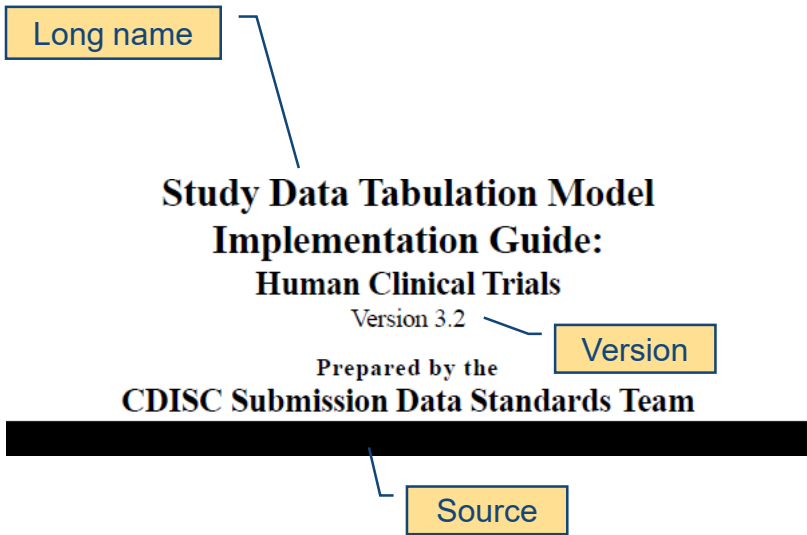 Long name
Study Data Tabulation Model
Implementation Guide:
Human Clinical Trials
Version 3.2
Version
Prepared by the
CDISC Submission Data Standards Team
Source